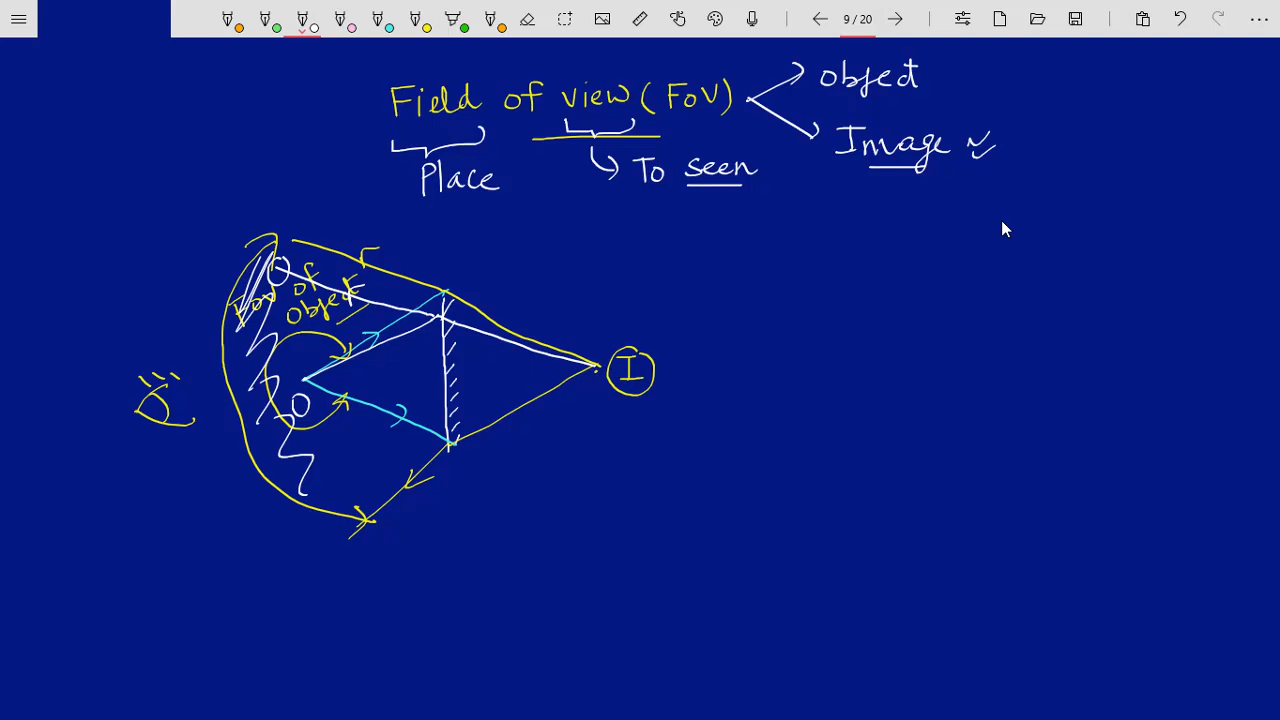 9 / 20
Field of view (FoV)
object
Image
Place
To seen
r
FoV of
object
O
I
O